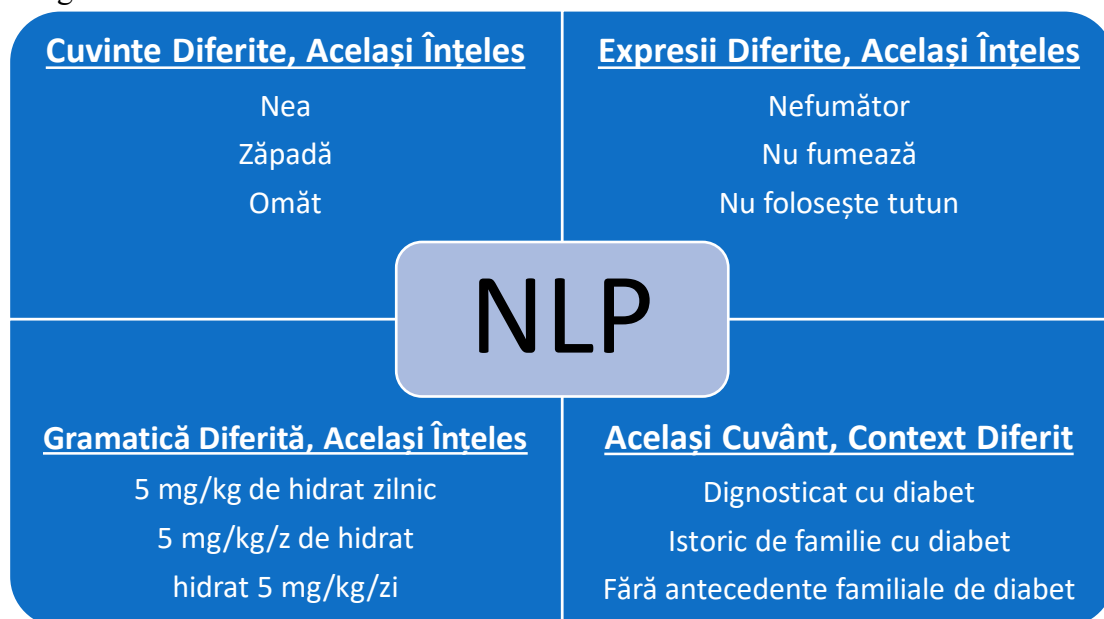 Cuvinte Diferite, Același Înțeles
Nea
Zăpadă
Omăt
Expresii Diferite, Același Înțeles
Nefumător
Nu fumează
Nu folosește tutun
NLP
Gramatică Diferită, Același Înțeles
5 mg/kg de hidrat zilnic
5 mg/kg/z de hidrat
hidrat 5 mg/kg/zi
Același Cuvânt, Context Diferit
Dignosticat cu diabet
Istoric de familie cu diabet
Fără antecedente familiale de diabet